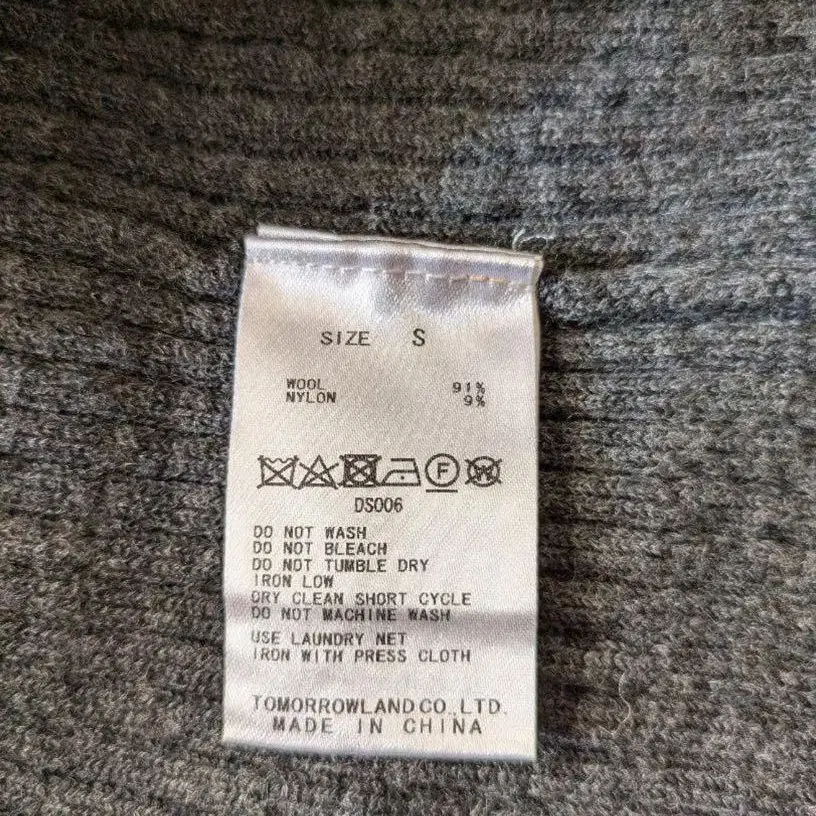 SIZE S
WOOL 91%
NYLON 9%
F W
DS006
DO NOT WASH
DO NOT BLEACH
DO NOT TUMBLE DRY
IRON LOW
DRY CLEAN SHORT CYCLE
DO NOT MACHINE WASH
USE LAUNDRY NET
IRON WITH PRESS CLOTH
TOMORROWLAND CO.,LTD.
MADE IN CHINA